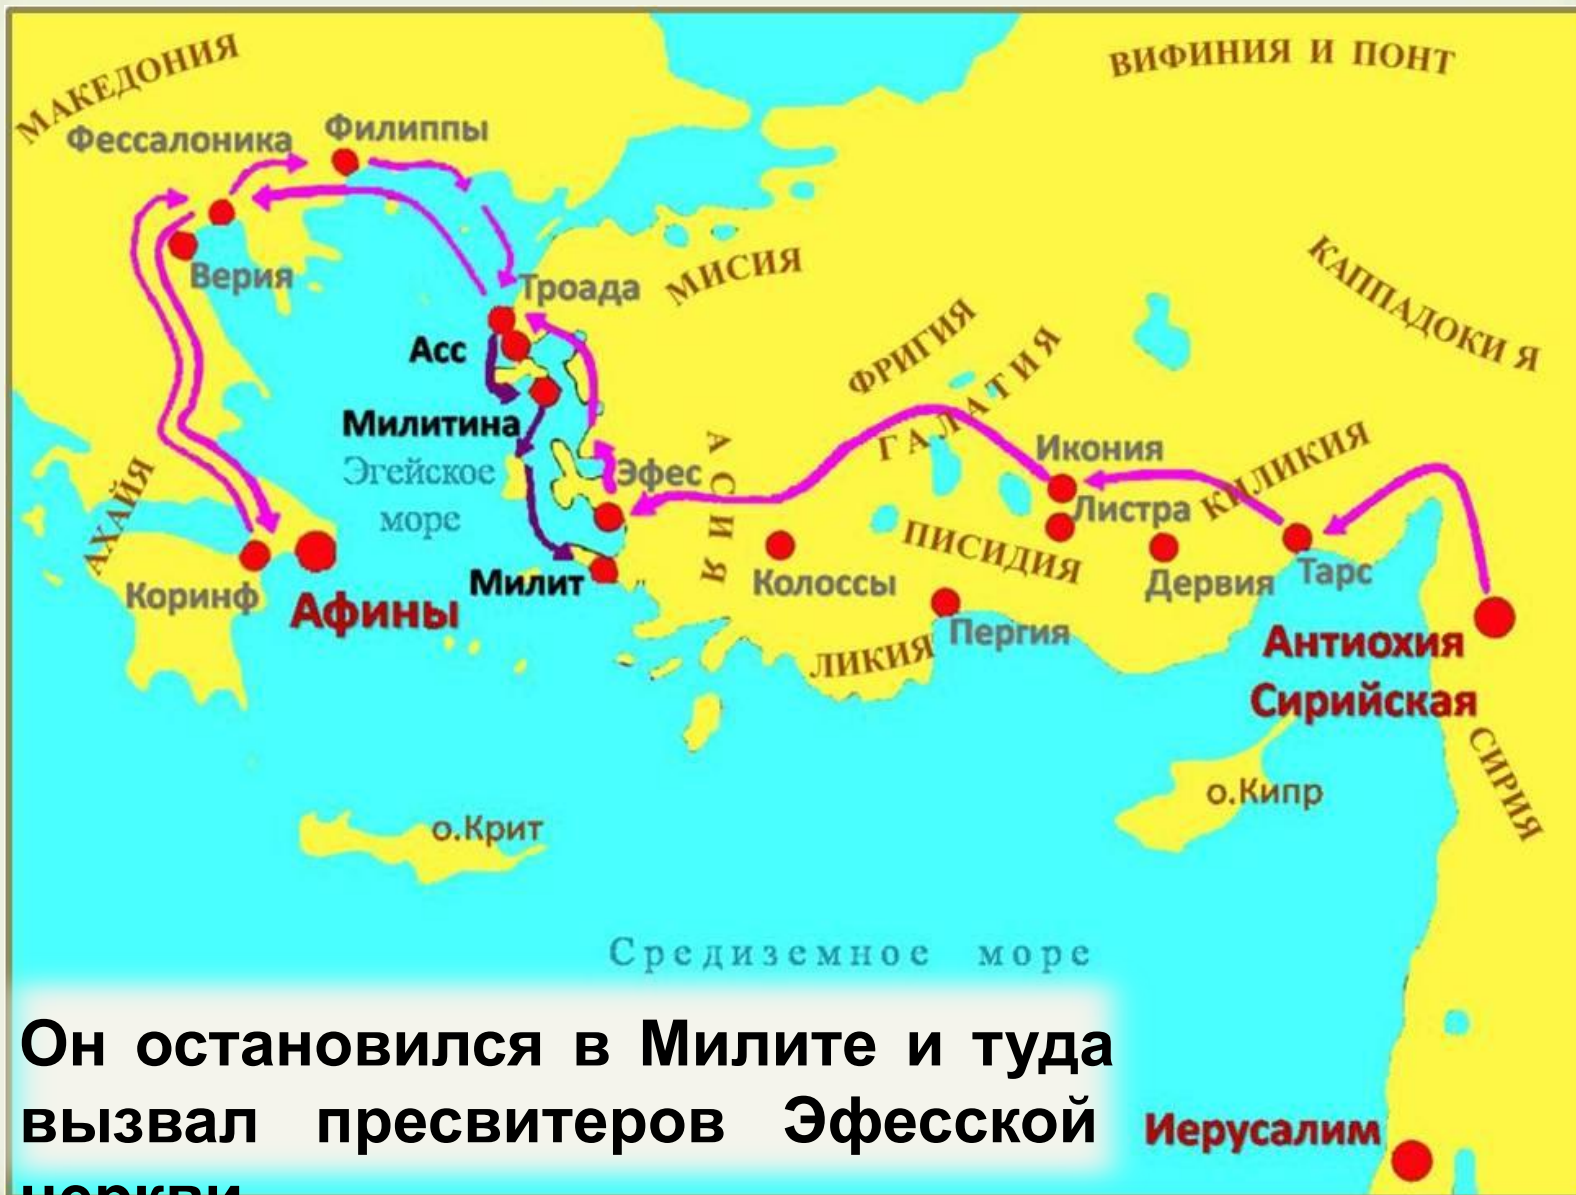 МАКЕДОНИЯ
ВИФИНИЯ И ПОНТ
Фессалоника
Филиппы
Верия
Троада
МИСИЯ
КАППАДОКИ Я
Асс
ФРИГИЯ
ГАЛАТИЯ
Милитина
Эгейское
море
Эфес
АСИЯ
Икония
Листра
КИЛИКИЯ
АХАЙЯ
ПИСИДИЯ
Коринф
Афины
Милит
Колоссы
Дервия
Тарс
Пергия
ЛИКИЯ
Антиохия
Сирийская
СИРИЯ
о.Кипр
о.Крит
Средиземное море
Он остановился в Милите и туда
вызвал пресвитеров Эфесской
церкви
Иерусалим